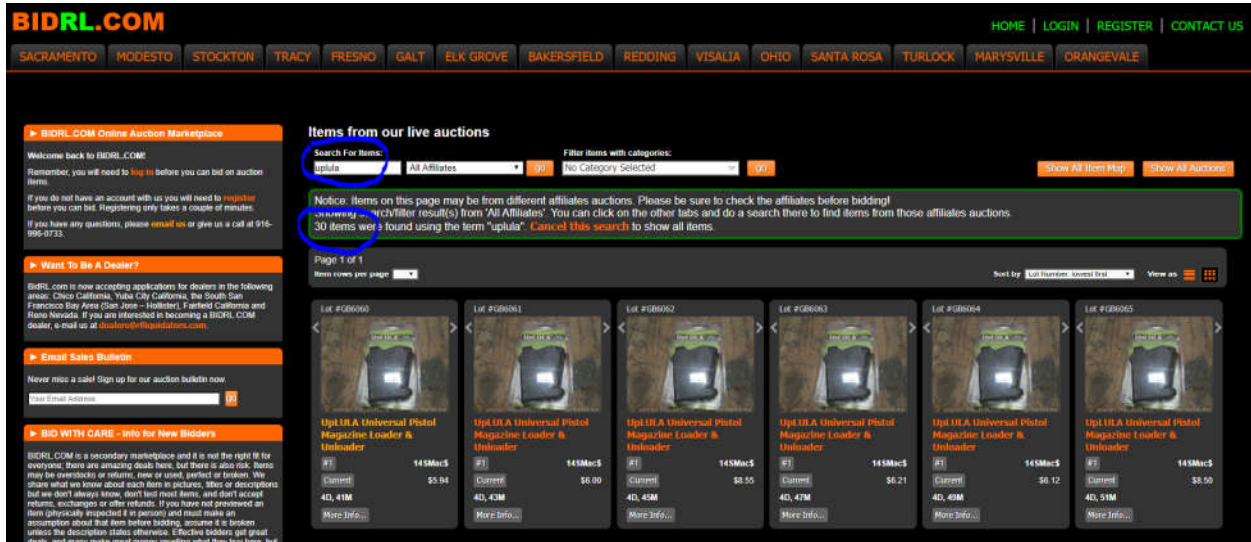 BIDRL.COM
HOME | LOGIN | REGISTER | CONTACT US
SACRAMENTO MODESTO STOCKTON TRACY FRESNO GALT ELK GROVE BAKERSFIELD REDDING VISALIA OHIO SANTA ROSA TURLOCK MARYSVILLE ORANGEVALE
► BIDRL.COM Online Auction Marketplace
Welcome back to BIDRL.COM!
Remember, you will need to log in before you can bid on auction
items.
If you do not have an account with us you will need to register
before you can bid. Registering only takes a couple of minutes.
If you have any questions, please email us or give us a call at 916-
996-0733.
► Want To Be A Dealer?
BidRL.com is now accepting applications for dealers in the following
areas: Chico California, Yuba City California, the South San
Francisco Bay Area (San Jose – Hollister), Fairfield California and
Reno Nevada. If you are interested in becoming a BIDRL.COM
dealer, e-mail us at dealers@rlliquidators.com.
► Email Sales Bulletin
Never miss a sale! Sign up for our auction bulletin now.
Your Email Address go
► BID WITH CARE - Info for New
Bidders
BIDRL.COM is a secondary marketplace and it is not the right fit for
everyone; there are amazing deals here, but there is also risk. Items
may be overstocks or returns, new or used, perfect or broken. We
share what we know about each item in pictures, titles or descriptions
but we don't always know, don't test most items, and don't accept
returns, exchanges or offer refunds. If you have not previewed an
item (physically inspected it in person) and must make an
assumption about that item before bidding, assume it is broken
unless the description states otherwise. Effective bidders get great
Items from our live auctions
Search For Items: Filter items with categories:
uplula All Affiliates go No Category Selected go Show All Item Map Show All Auctions
Notice: Items on this page may be from different affiliates auctions. Please be sure to check the affiliates before bidding!
Showing search/filter result(s) from 'All Affiliates'. You can click on the other tabs and do a search there to find items from those affiliates auctions.
30 items were found using the term "uplula". Cancel this search to show all items.
Page 1 of 1
Item rows per page Sort by Lot Number, lowest first View as
Lot #GB6060 Lot #GB6061 Lot #GB6062 Lot #GB6063 Lot #GB6064 Lot #GB6065
UpLULA Universal Pistol UpLULA Universal Pistol UpLULA Universal Pistol UpLULA Universal Pistol UpLULA Universal Pistol UpLULA Universal Pistol
Magazine Loader & Magazine Loader & Magazine Loader & Magazine Loader & Magazine Loader & Magazine Loader &
Unloader Unloader Unloader Unloader Unloader Unloader
#1 145Mac$ #1 145Mac$ #1 145Mac$ #1 145Mac$ #1 145Mac$ #1 145Mac$
Current $5.94 Current $6.00 Current $8.55 Current $6.21 Current $6.12 Current $8.50
4D, 41M 4D, 43M 4D, 45M 4D, 47M 4D, 49M 4D, 51M
More Info... More Info... More Info... More Info... More Info... More Info...